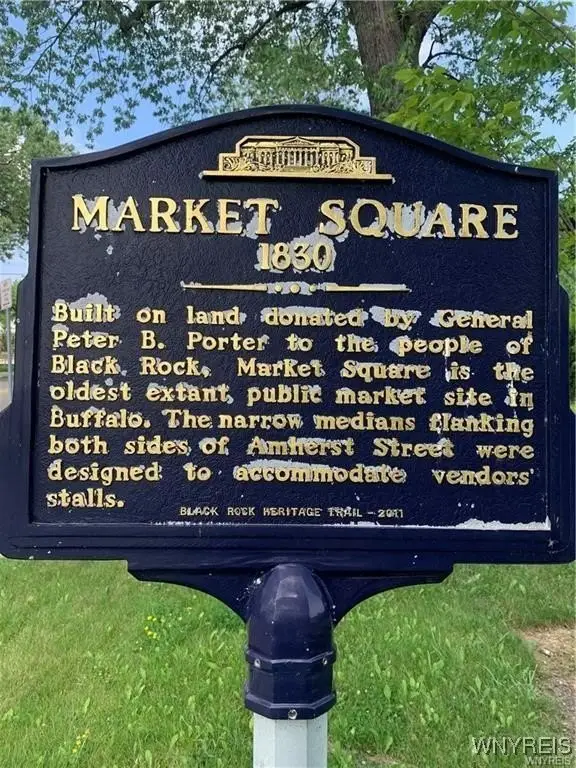 MARKET SQUARE
1830
Built on land donated by General
Peter B. Porter to the people of
Black Rock, Market Square is the
oldest extant public market site in
Buffalo. The narrow medians flanking
both sides of Amherst Street were
designed to accommodate vendors'
stalls.
BLACK ROCK HERITAGE TRAIL - 2011
WNYREIS
WNYREIS